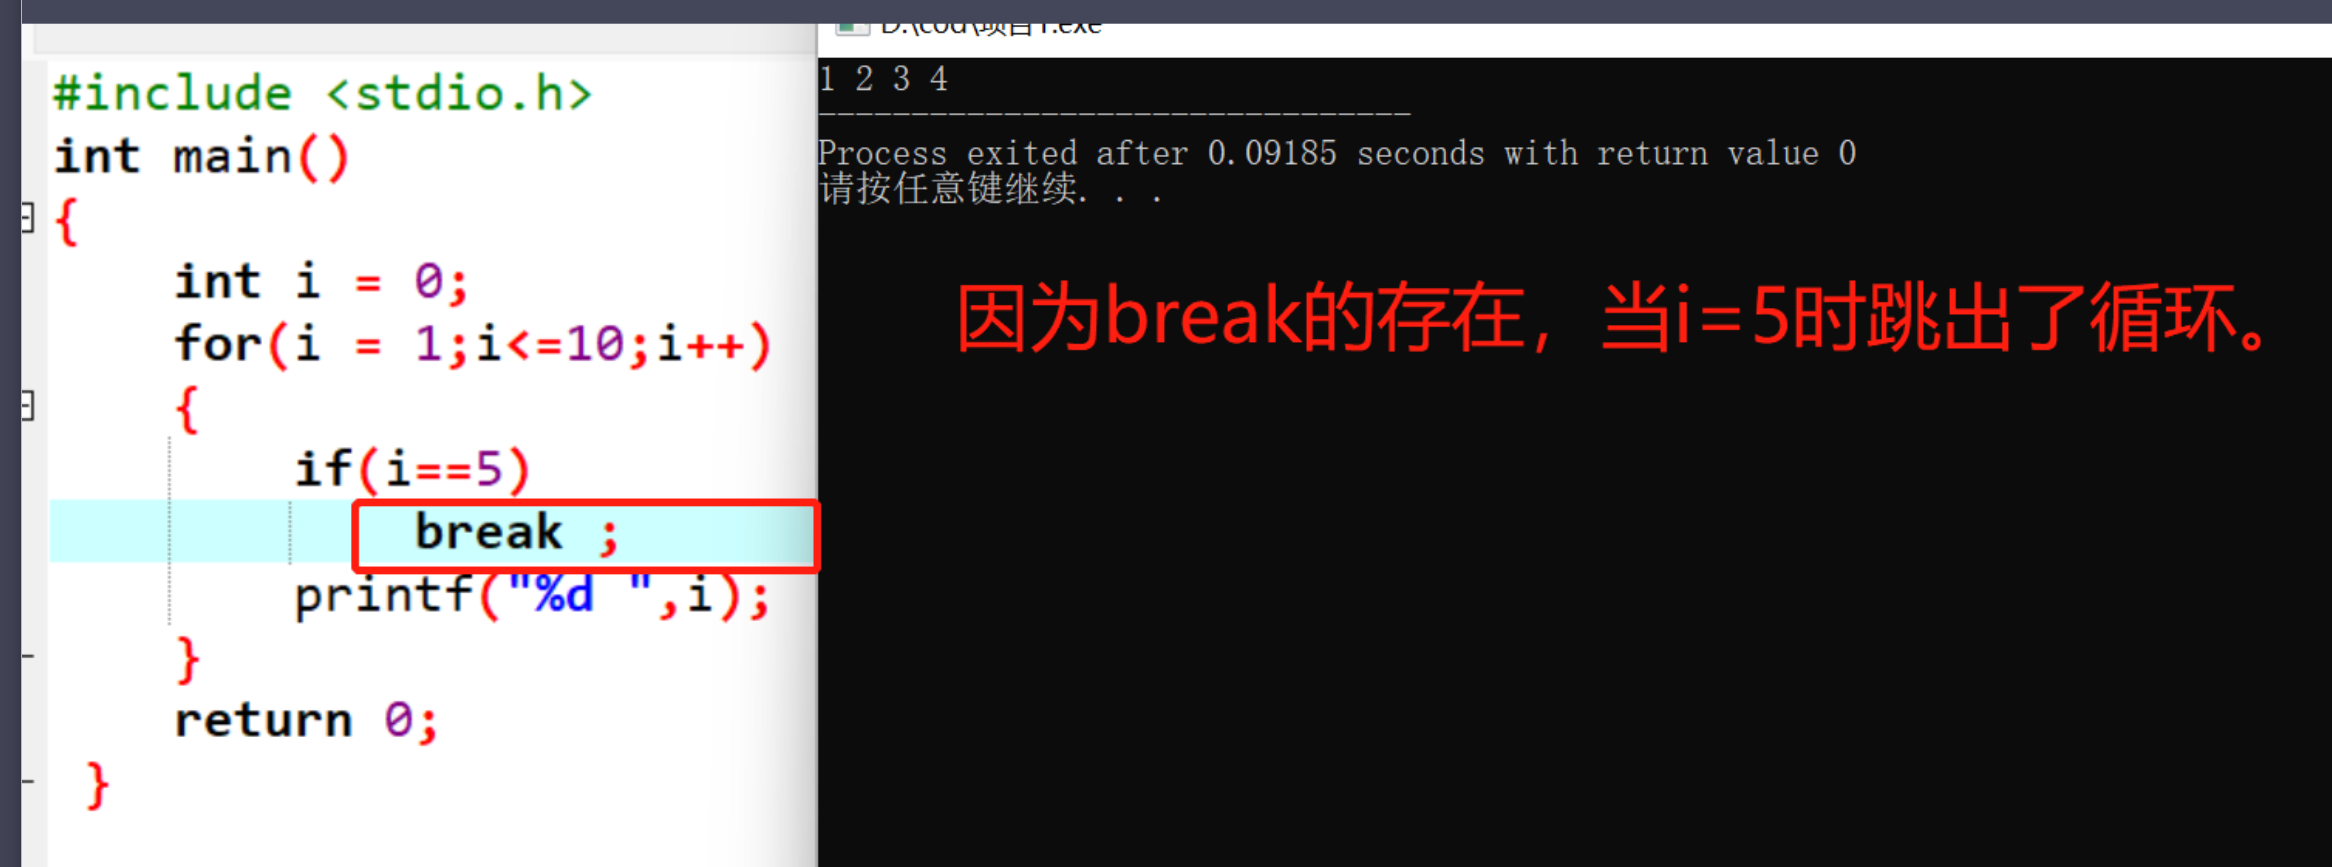 #include <stdio.h>
int main()
{
int i = 0;
for(i = 1;i<=10;i++)
{
if(i==5)
break ;
printf("%d ",i);
}
return 0;
}
D:\cod\项目1.exe
1 2 3 4
--------------------------------
Process exited after 0.09185 seconds with return value 0
请按任意键继续. . .
因为break的存在，当i=5时跳出了循环。